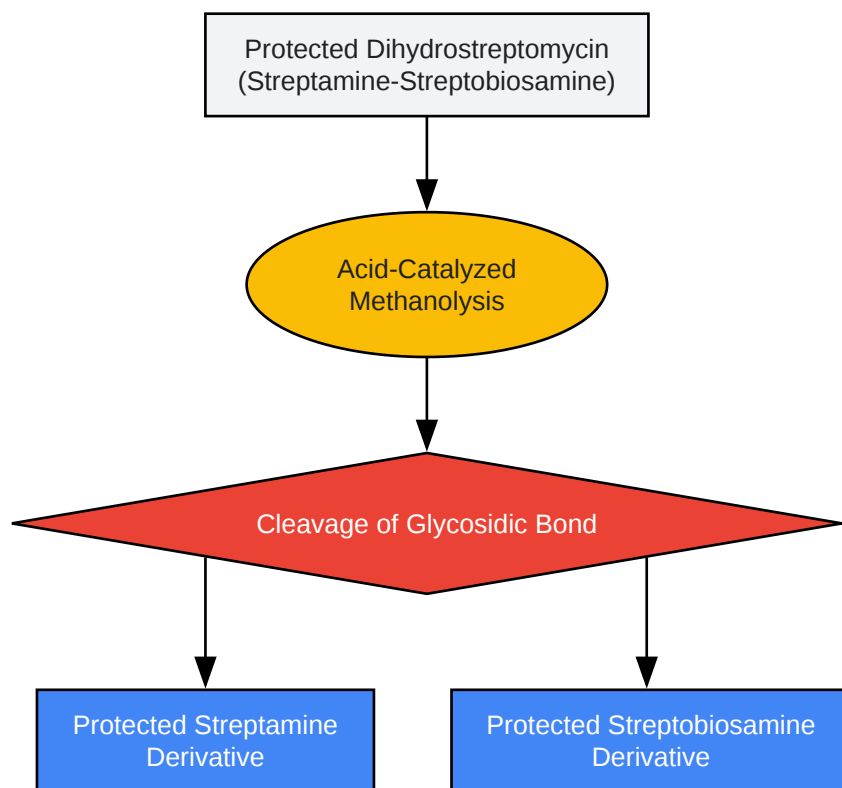 Protected Dihydrostreptomycin
(Streptamine-Streptobiosamine)
Acid-Catalyzed
Methanolysis
Cleavage of Glycosidic Bond
Protected Streptamine
Derivative
Protected Streptobiosamine
Derivative